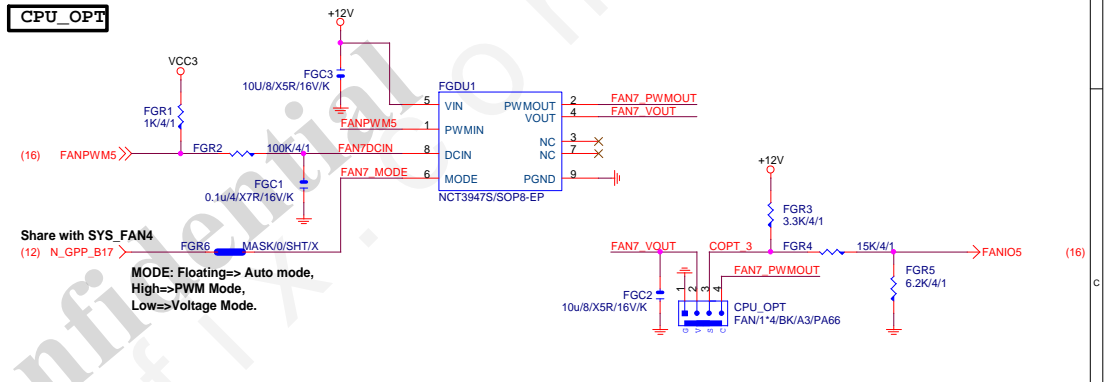 CPU_OPT
+12V
VCC3
FGC3
10U/8/X5R/16V/K
FGDU1
FGR1
1K/4/1
5 VIN
PWMOUT 2 FAN7_PWMOUT
VOUT 4 FAN7_VOUT
FANPWM5 1 PWMIN
NC 3
(16) FANPWM5 FGR2 100K/4/1 FAN7DCIN 8 DCIN
NC 7
FAN7_MODE 6 MODE
PGND 9
FGC1
0.1u/4/X7R/16V/K
NCT3947S/SOP8-EP
+12V
FGR3
3.3K/4/1
Share with SYS_FAN4
(12) N_GPP_B17 FGR6 MASK/0/SHT/X
MODE: Floating=> Auto mode,
High=>PWM Mode,
Low=>Voltage Mode.
FAN7_VOUT COPT_3 FGR4 15K/4/1 FANIO5 (16)
FAN7_PWMOUT
FGR5
6.2K/4/1
FGC2
10u/8/X5R/16V/K
1 2 3 4
G V S C
CPU_OPT
FAN/1*4/BK/A3/PA66
C
nfidential